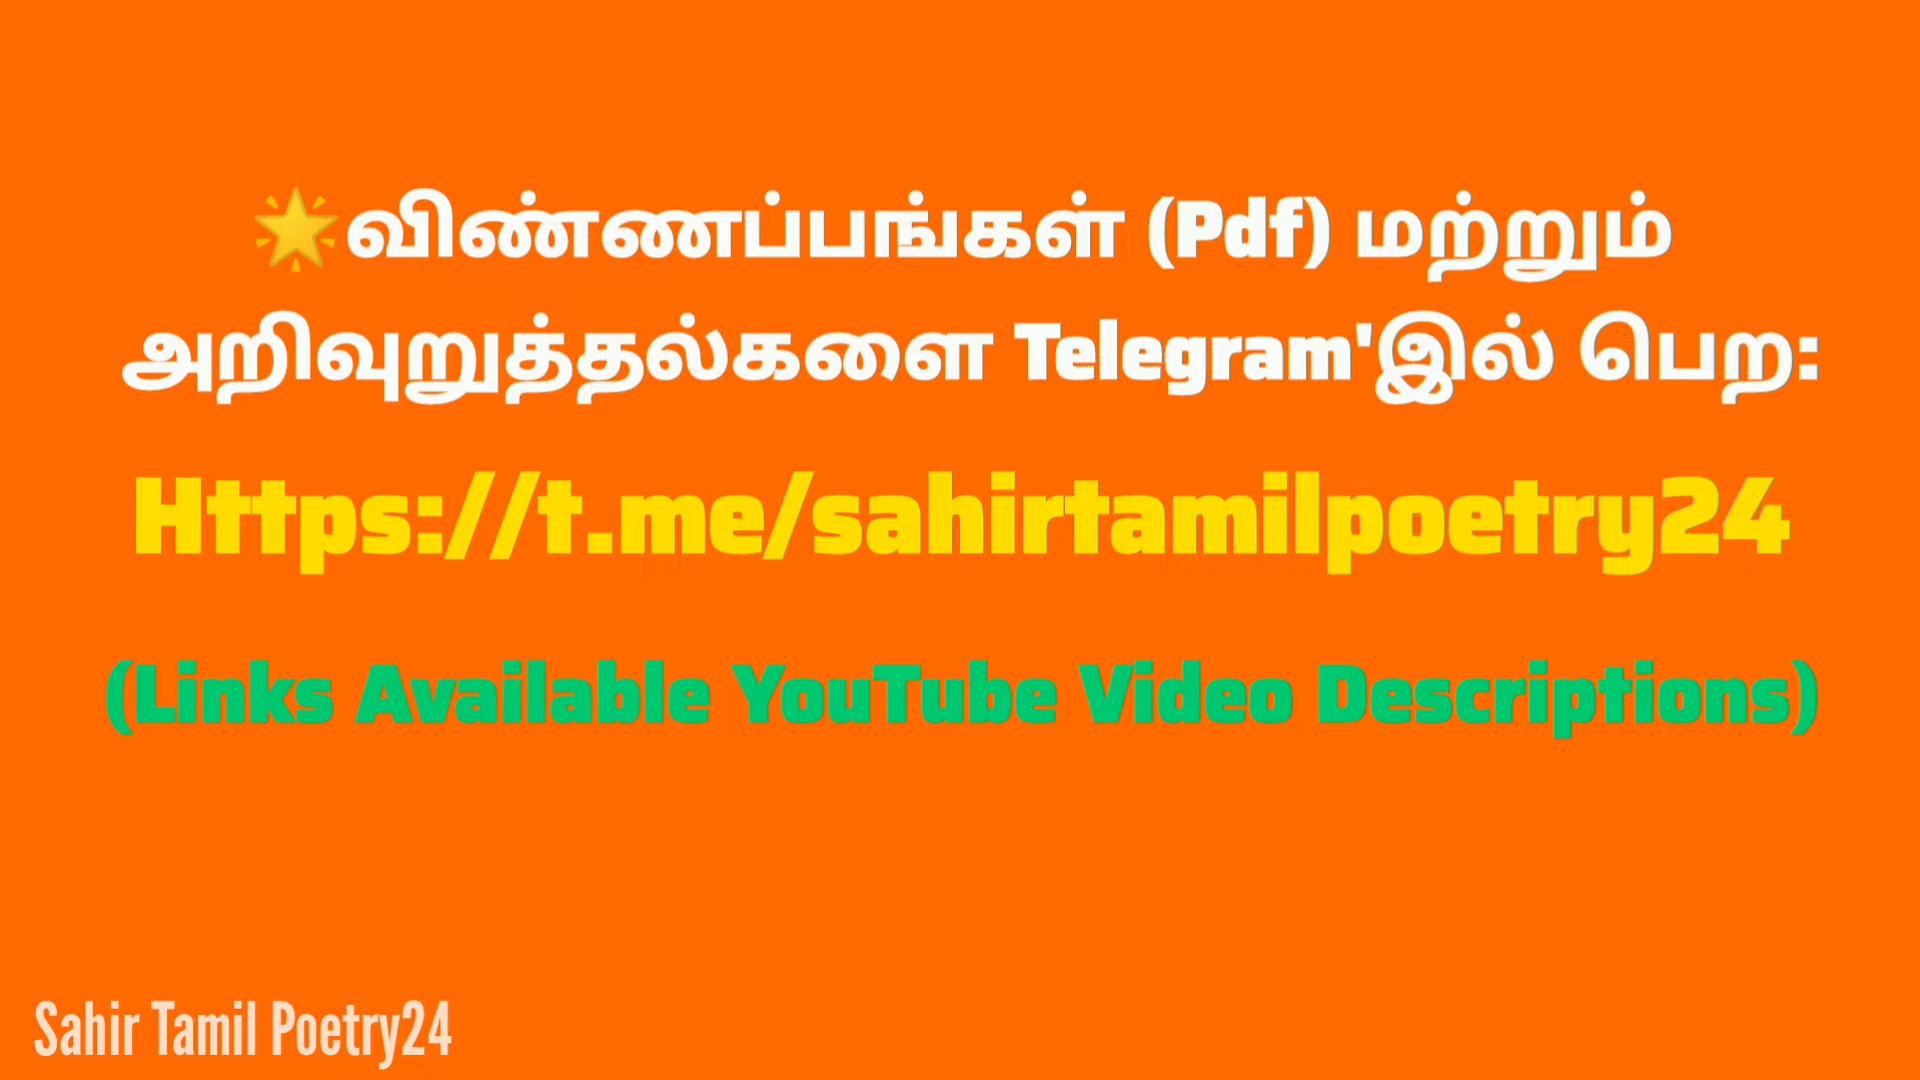 🌟விண்ணப்பங்கள் (Pdf) மற்றும்
அறிவுறுத்தல்களை Telegram'இல் பெற:
Https://t.me/sahirtamilpoetry24
(Links Available YouTube Video Descriptions)
Sahir Tamil Poetry24